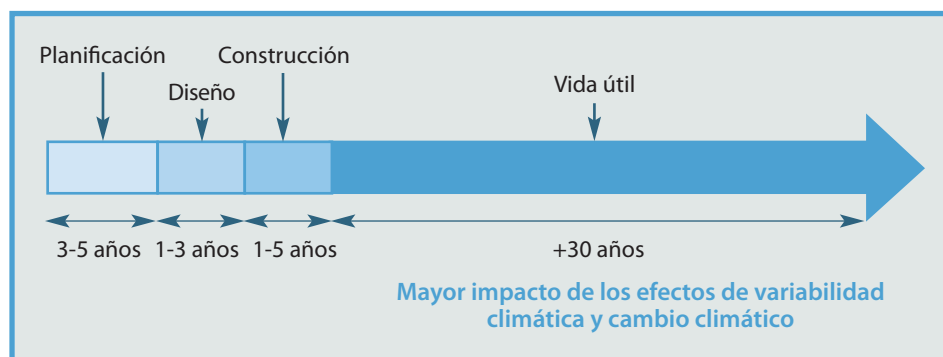 Planificación
Construcción
Diseño
Vida útil
3-5 años
1-3 años
1-5 años
+30 años
Mayor impacto de los efectos de variabilidad
climática y cambio climático